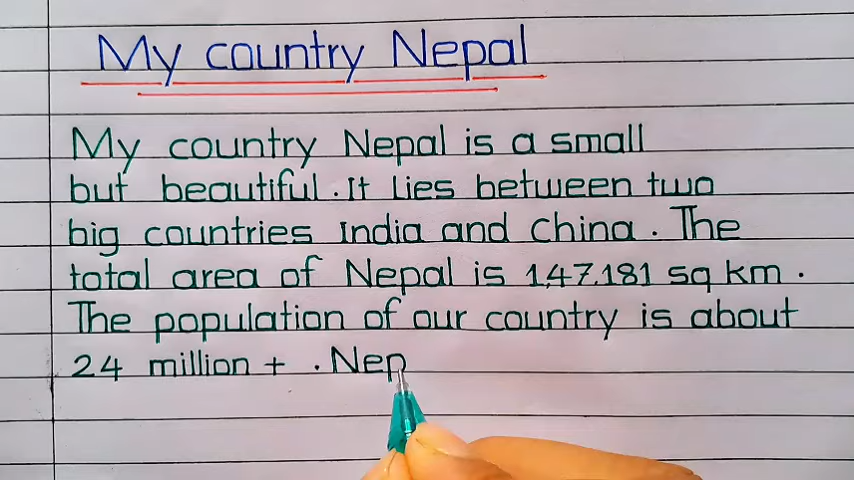 My country Nepal
My country Nepal is a small
but beautiful. It lies between two
big countries India and China. The
total area of Nepal is 1,47,181 sq km.
The population of our country is about
24 million + . Nep